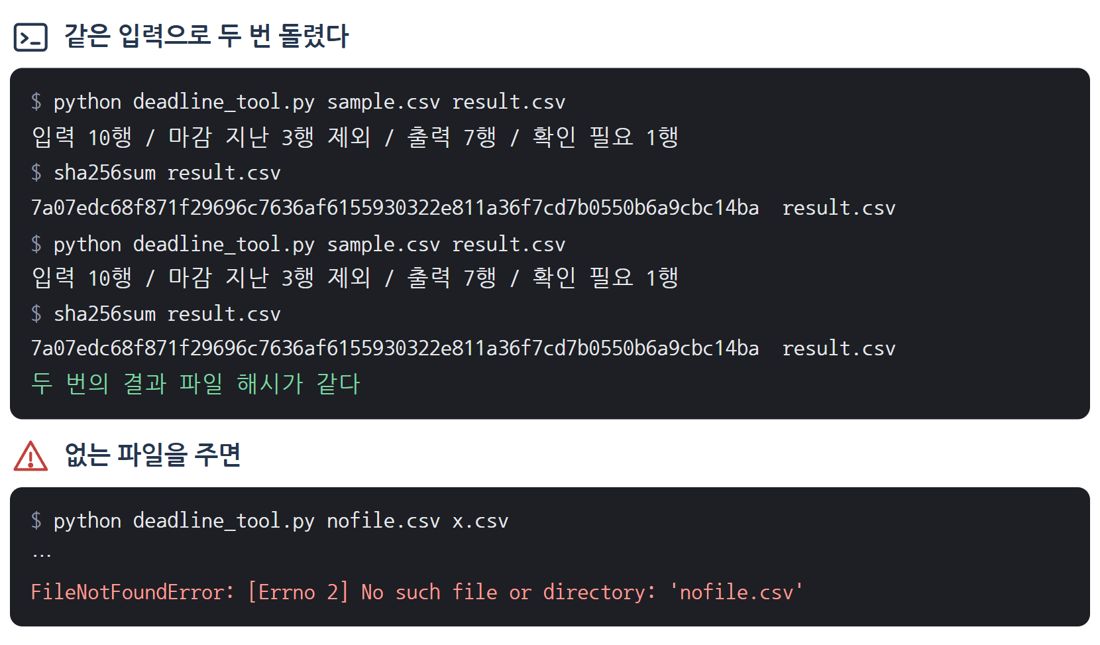 같은 입력으로 두 번 돌렸다
$ python deadline_tool.py sample.csv result.csv
입력 10행 / 마감 지난 3행 제외 / 출력 7행 / 확인 필요 1행
$ sha256sum result.csv
7a07edc68f871f29696c7636af6155930322e811a36f7cd7b0550b6a9cbc14ba  result.csv
$ python deadline_tool.py sample.csv result.csv
입력 10행 / 마감 지난 3행 제외 / 출력 7행 / 확인 필요 1행
$ sha256sum result.csv
7a07edc68f871f29696c7636af6155930322e811a36f7cd7b0550b6a9cbc14ba  result.csv
두 번의 결과 파일 해시가 같다
없는 파일을 주면
$ python deadline_tool.py nofile.csv x.csv
...
FileNotFoundError: [Errno 2] No such file or directory: 'nofile.csv'